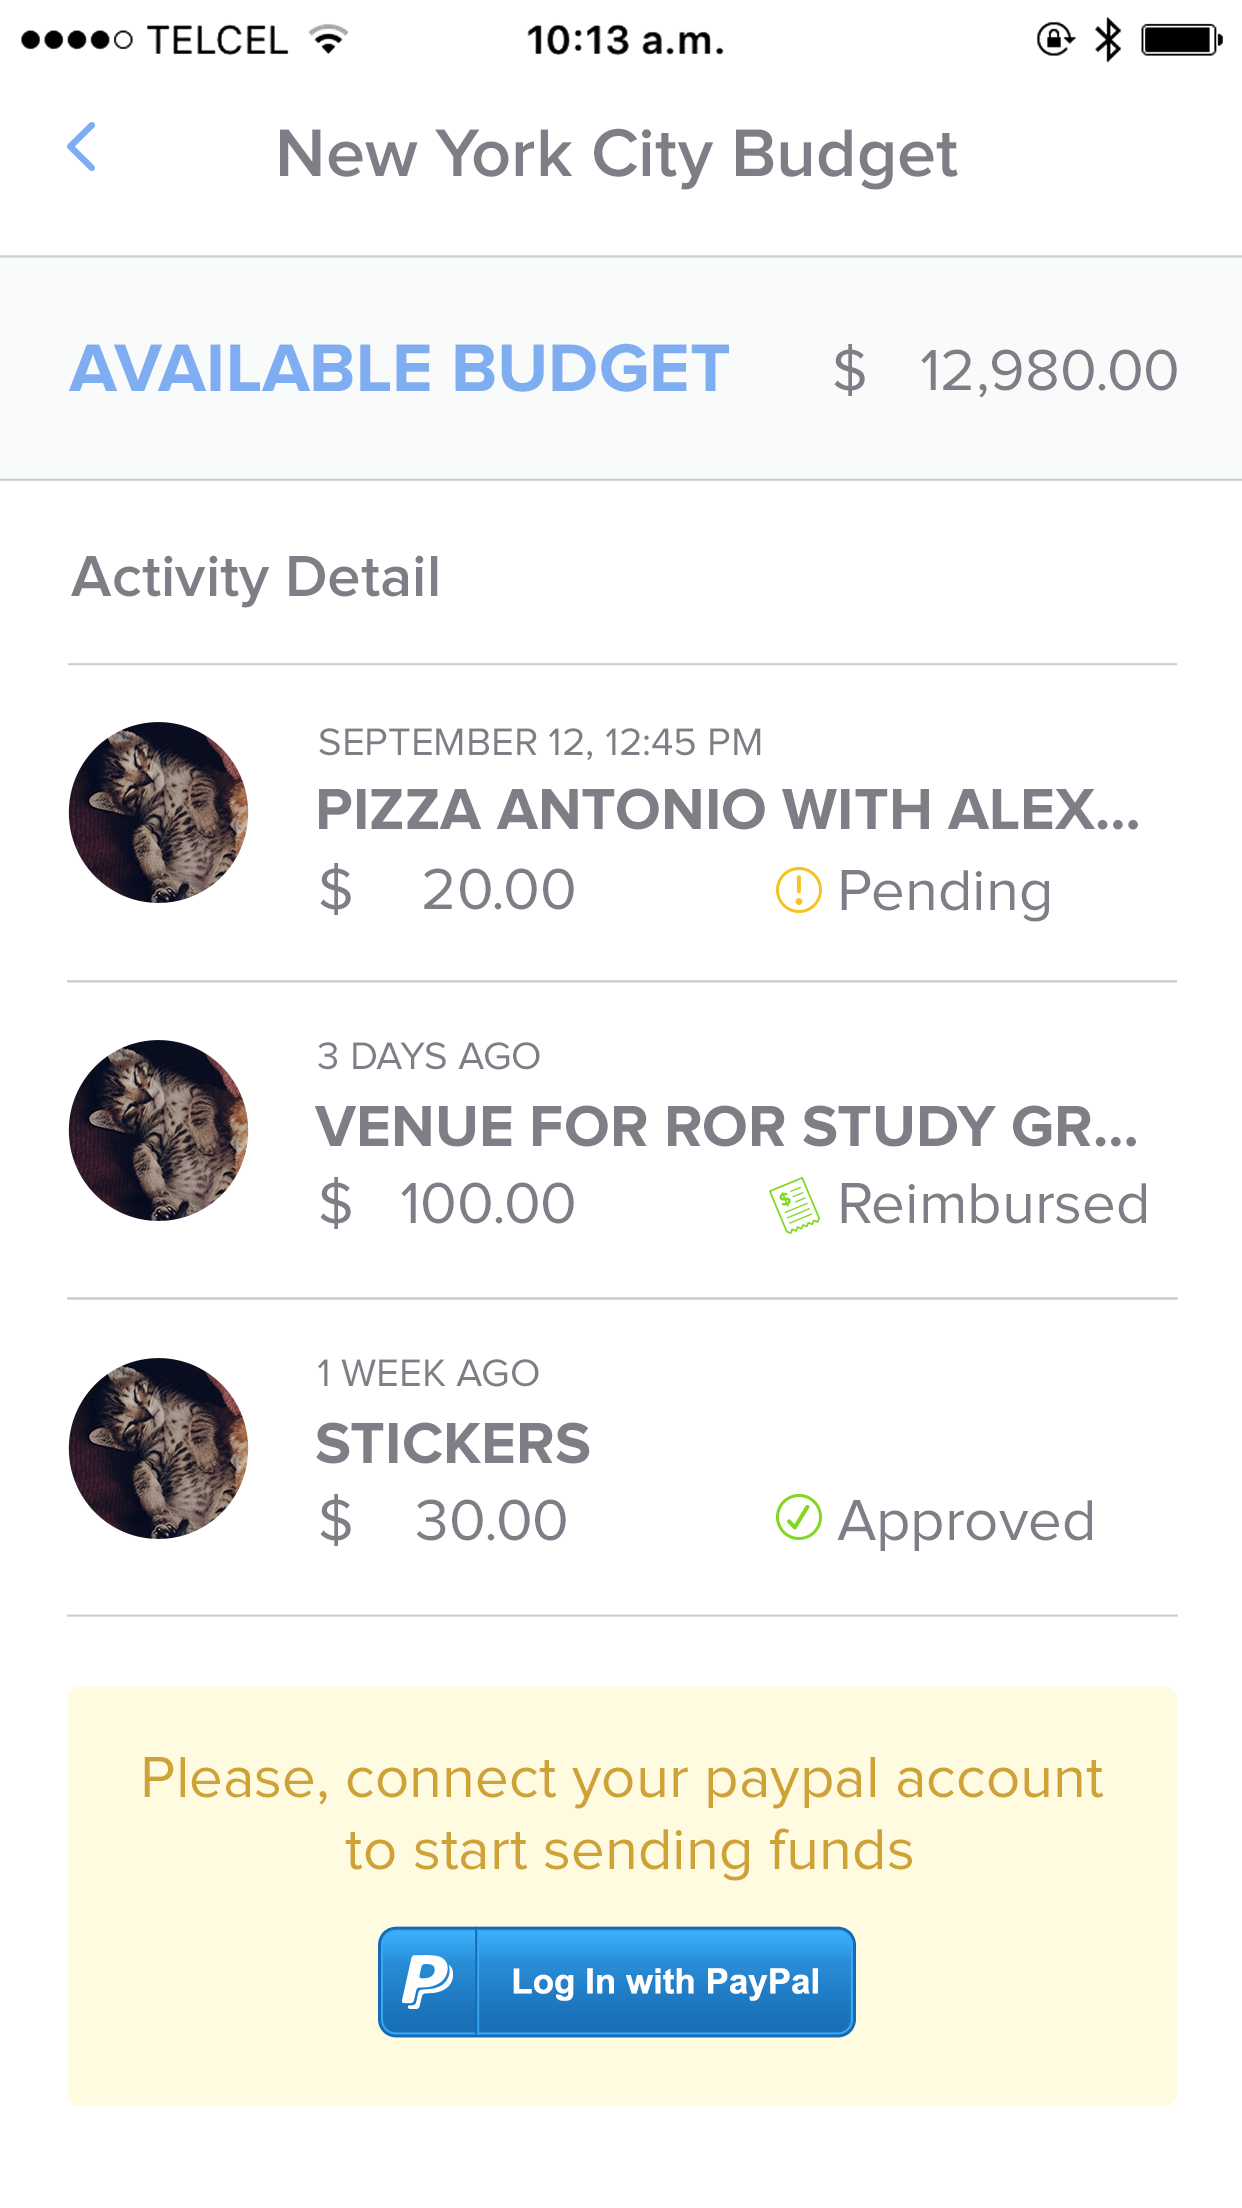 TELCEL 10:13 a.m.
New York City Budget
AVAILABLE BUDGET $ 12,980.00
Activity Detail
SEPTEMBER 12, 12:45 PM
PIZZA ANTONIO WITH ALEX...
$ 20.00 Pending
3 DAYS AGO
VENUE FOR ROR STUDY GR...
$ 100.00 Reimbursed
1 WEEK AGO
STICKERS
$ 30.00 Approved
Please, connect your paypal account
to start sending funds
Log In with PayPal